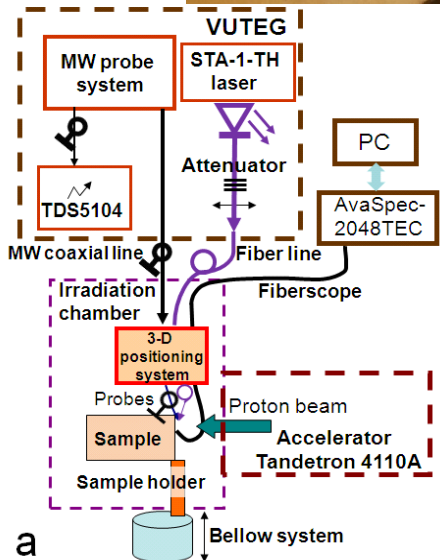 VUTEG
MW probe
system
STA-1-TH
laser
Attenuator
TDS5104
PC
AvaSpec-
2048TEC
MW coaxial line
Fiber line
Fiberscope
Irradiation
chamber
3-D
positioning
system
Probes
Proton beam
Sample
Accelerator
Tandetron 4110A
Sample holder
Bellow system
a